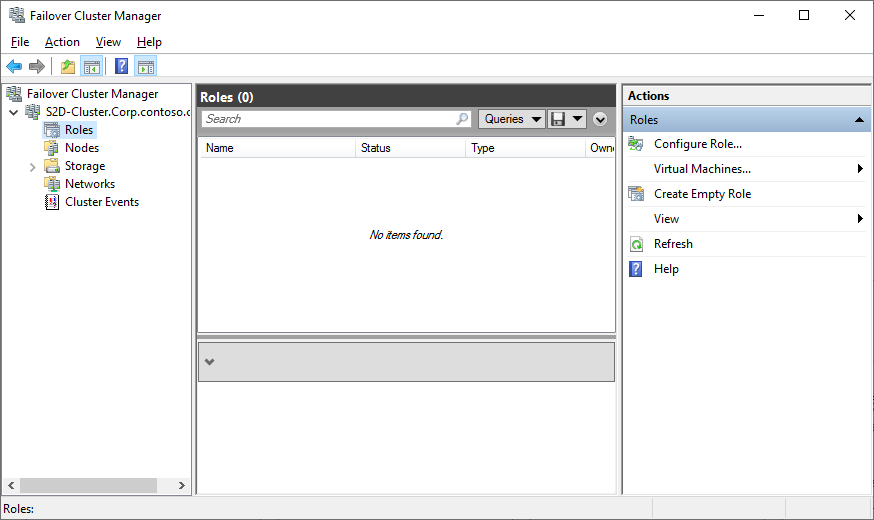 Failover Cluster Manager
File Action View Help
Failover Cluster Manager
S2D-Cluster.Corp.contoso.c
Roles
Nodes
Storage
Networks
Cluster Events
Roles (0)
Search
Queries
Name Status Type Owne
No items found.
Actions
Roles
Configure Role...
Virtual Machines...
Create Empty Role
View
Refresh
Help
Roles: